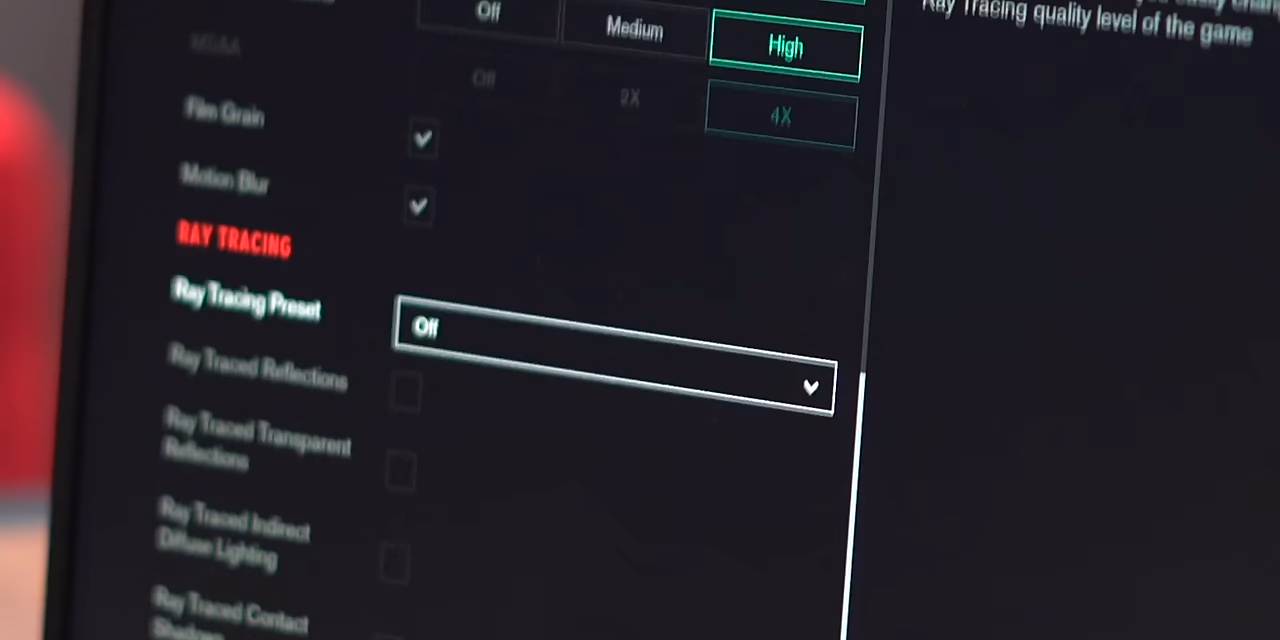 Off
Medium
High
Ray Tracing quality level of the game
MSAA
Off
2X
4X
Film Grain
Motion Blur
RAY TRACING
Ray Tracing Preset
Off
Ray Traced Reflections
Ray Traced Transparent
Reflections
Ray Traced Indirect
Diffuse Lighting
Ray Traced Contact
Shadows